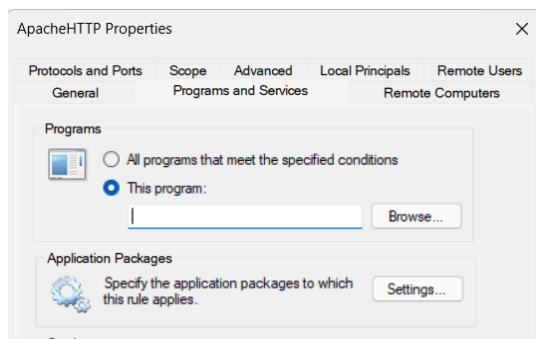 ApacheHTTP Properties
Protocols and Ports Scope Advanced Local Principals Remote Users
General Programs and Services Remote Computers
Programs
All programs that meet the specified conditions
This program:
Browse...
Application Packages
Specify the application packages to which
this rule applies.
Settings...